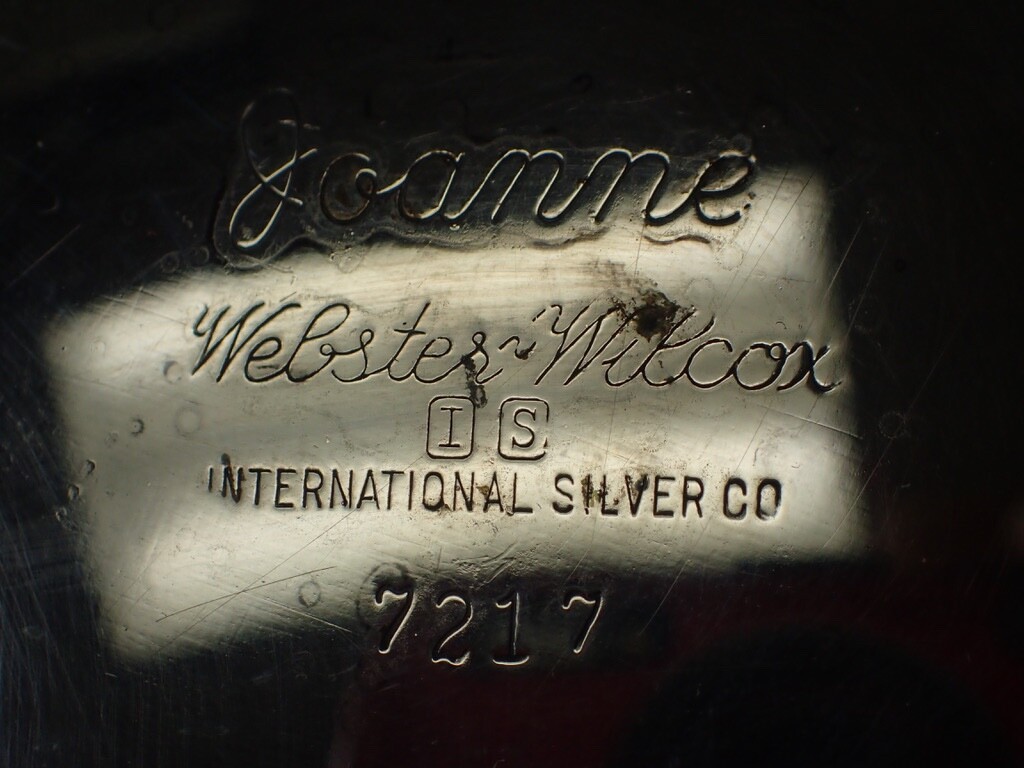 Joanne
Webster~Wilcox
I S
INTERNATIONAL SILVER CO
7217